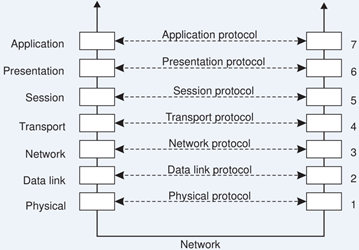 Application Application protocol 7
Presentation Presentation protocol 6
Session Session protocol 5
Transport Transport protocol 4
Network Network protocol 3
Data link Data link protocol 2
Physical Physical protocol 1
Network